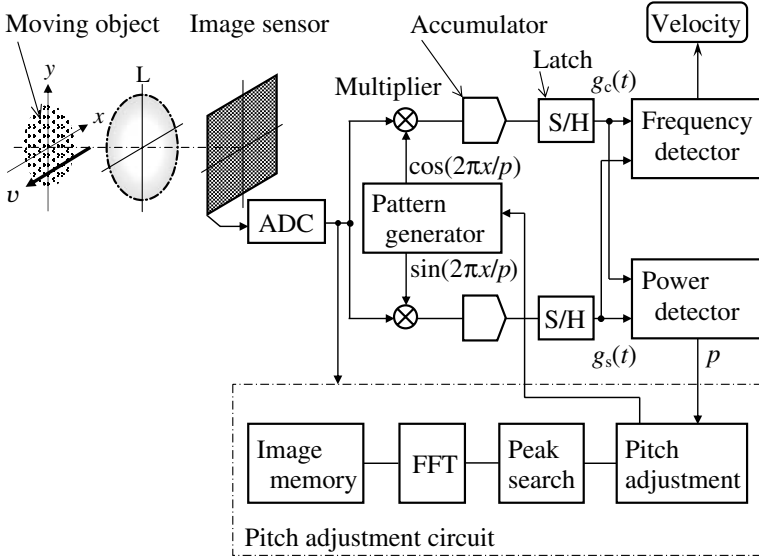 Moving object
Image sensor
Accumulator
Velocity
y
L
x
v
Multiplier
Latch
g_c(t)
S/H
Frequency
detector
cos(2πx/p)
ADC
Pattern
generator
sin(2πx/p)
Power
detector
S/H
g_s(t)
p
Image
memory
FFT
Peak
search
Pitch
adjustment
Pitch adjustment circuit